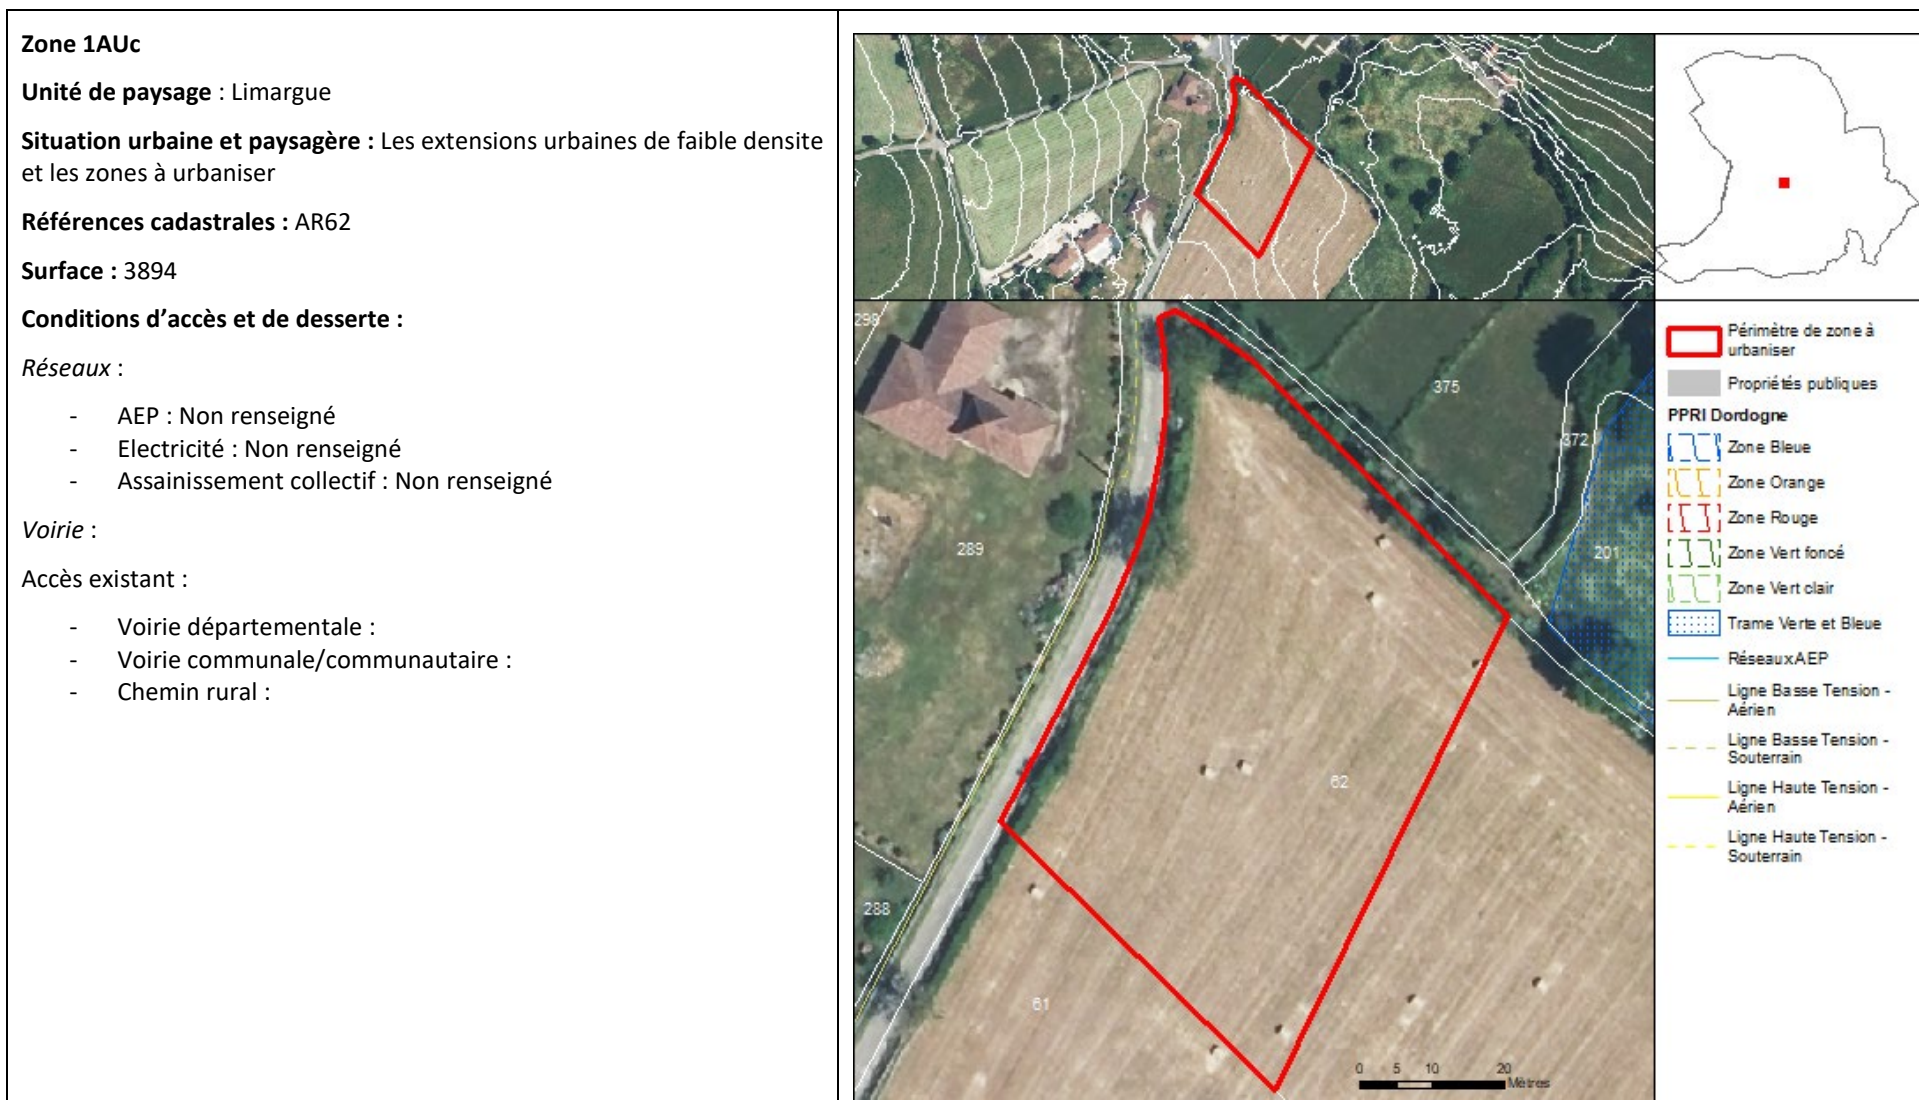 Zone 1AUc
Unité de paysage : Limargue
Situation urbaine et paysagère : Les extensions urbaines de faible densite
et les zones à urbaniser
Références cadastrales : AR62
Surface : 3894
Conditions d’accès et de desserte :
Réseaux :
- AEP : Non renseigné
- Electricité : Non renseigné
- Assainissement collectif : Non renseigné
Voirie :
Accès existant :
- Voirie départementale :
- Voirie communale/communautaire :
- Chemin rural :
298
375
372
289
201
62
288
61
0 5 10 20
Mètres
Périmètre de zone à
urbaniser
Propriétés publiques
PPRI Dordogne
Zone Bleue
Zone Orange
Zone Rouge
Zone Vert foncé
Zone Vert clair
Trame Verte et Bleue
Réseaux AEP
Ligne Basse Tension -
Aérien
Ligne Basse Tension -
Souterrain
Ligne Haute Tension -
Aérien
Ligne Haute Tension -
Souterrain